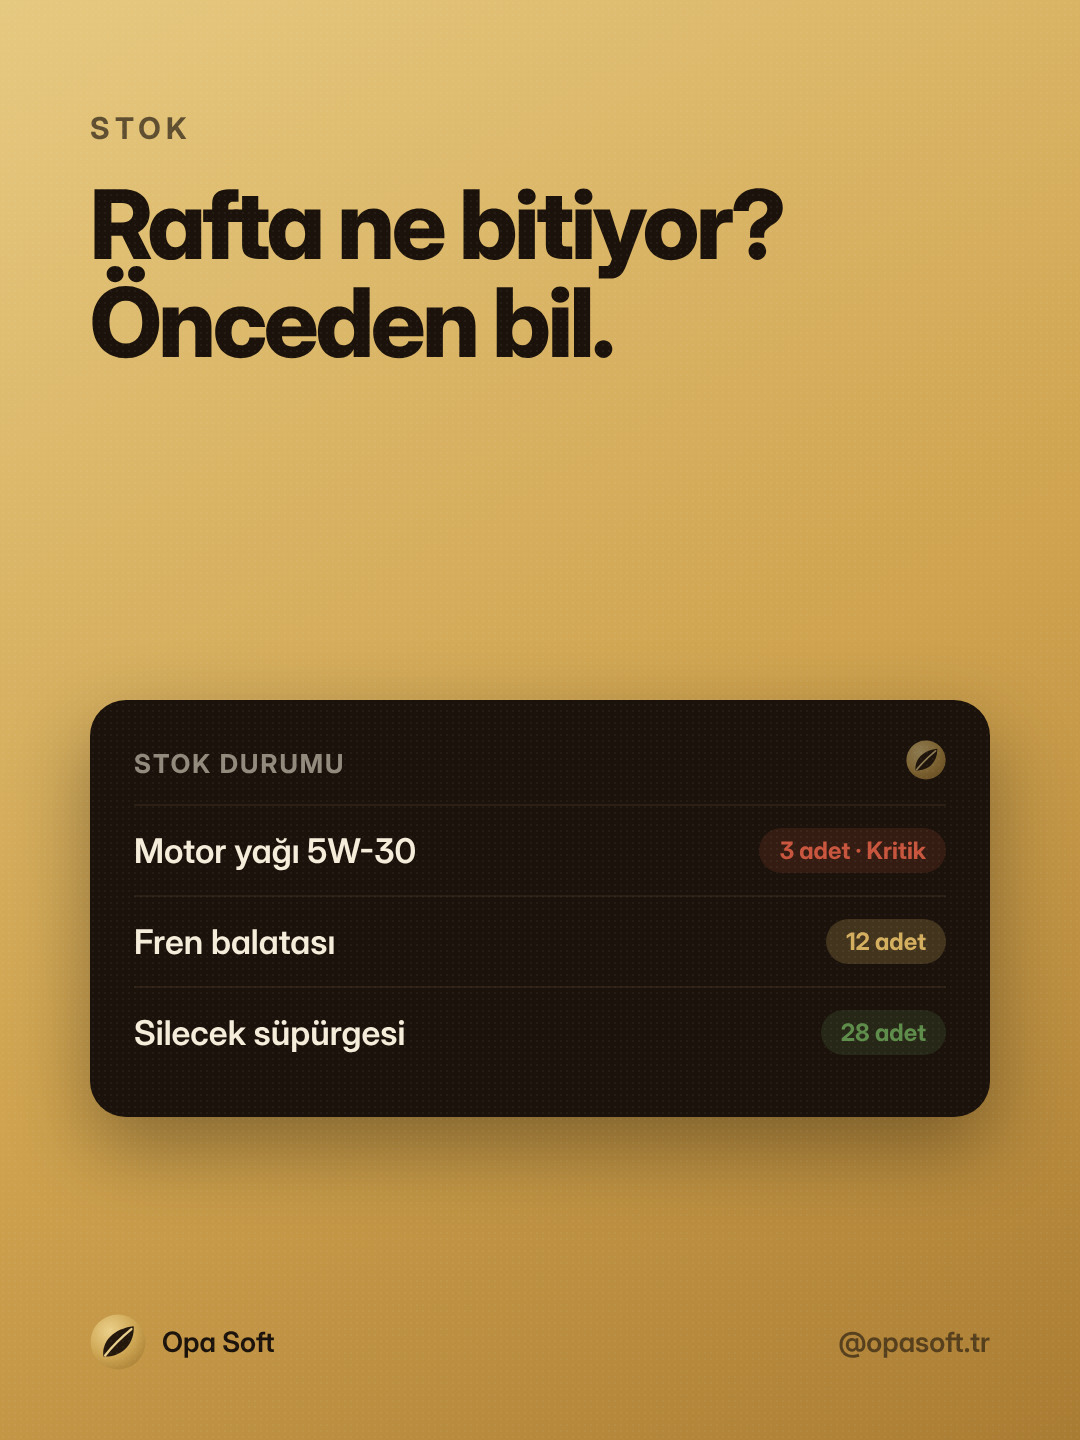 STOK
Rafta ne bitiyor?
Önceden bil.
STOK DURUMU
Motor yağı 5W-30
3 adet · Kritik
Fren balatası
12 adet
Silecek süpürgesi
28 adet
Opa Soft
@opasoft.tr